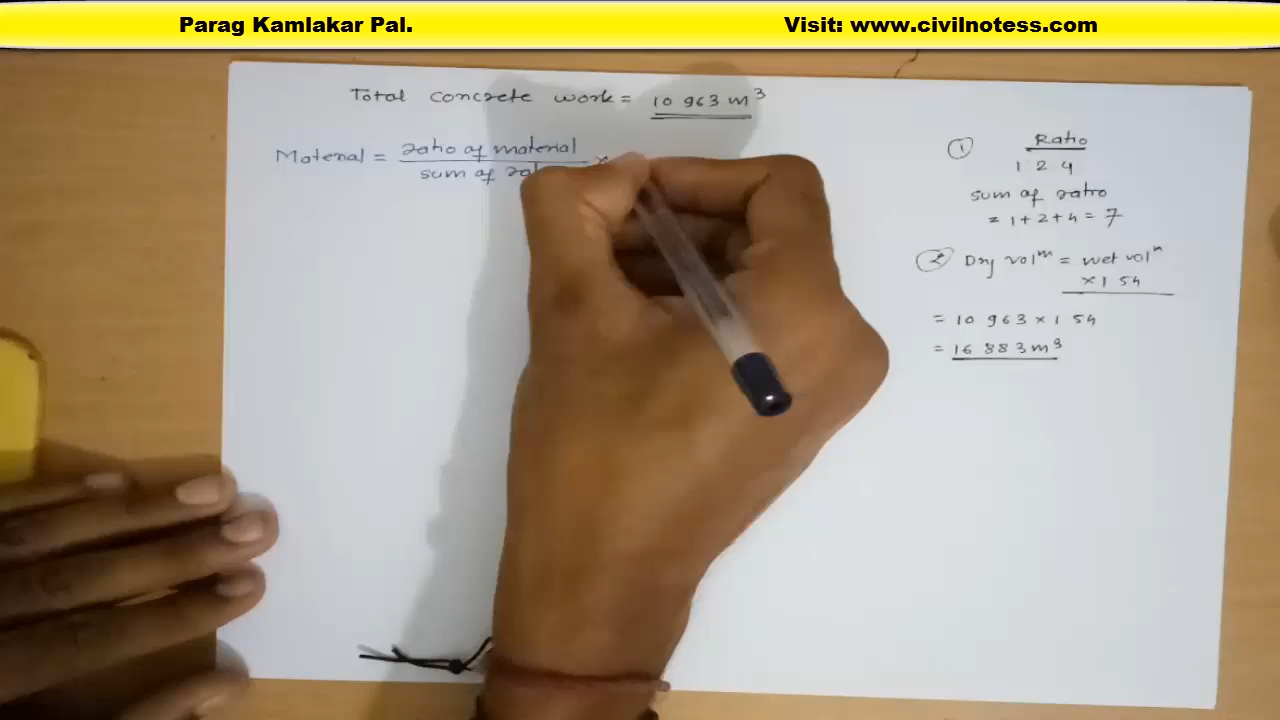 Parag Kamlakar Pal.
Visit: www.civilnotess.com
Total concrete work = 10 963 m³
Material = ratio of material
sum of
①
Ratio
1 2 4
sum of ratio
= 1+2+4 = 7
② Dry volᵐ = wet volᵐ
× 1 54
= 10 963 × 1 54
= 16 883 m³